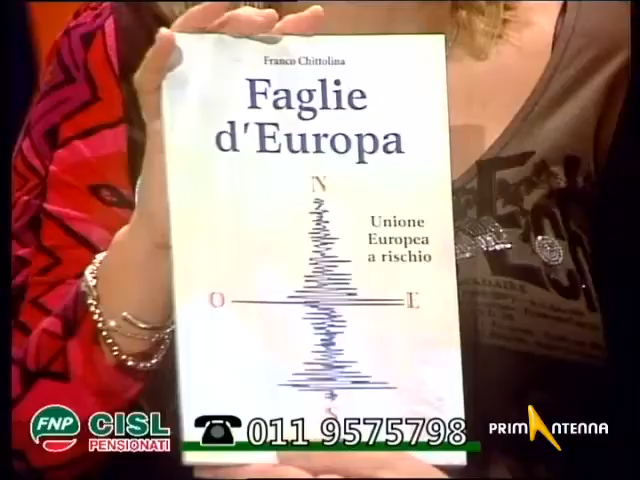 Franco Chittolina
Faglie
d'Europa
N
Unione
Europea
a rischio
O
E
S
FNP CISL
PENSIONATI
011 9575798
PRIMANTENNA